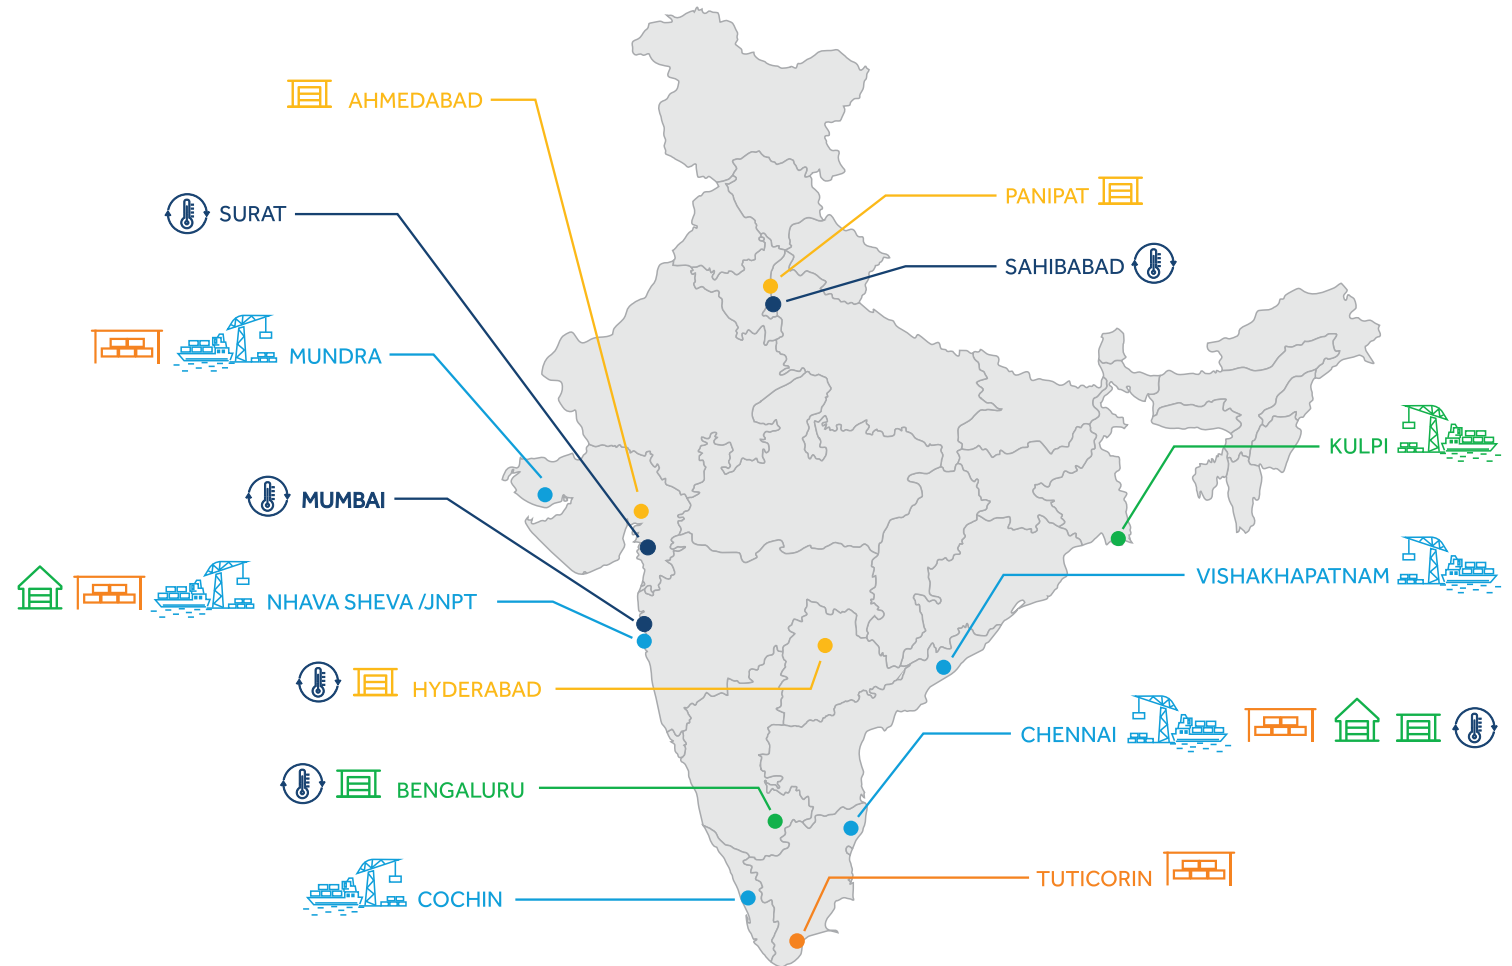 AHMEDABAD
PANIPAT
SURAT
SAHIBABAD
MUNDRA
KULPI
MUMBAI
VISHAKHAPATNAM
NHAVA SHEVA /JNPT
HYDERABAD
CHENNAI
BENGALURU
TUTICORIN
COCHIN